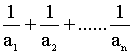 1/a₁ + 1/a₂ + ...... 1/aₙ